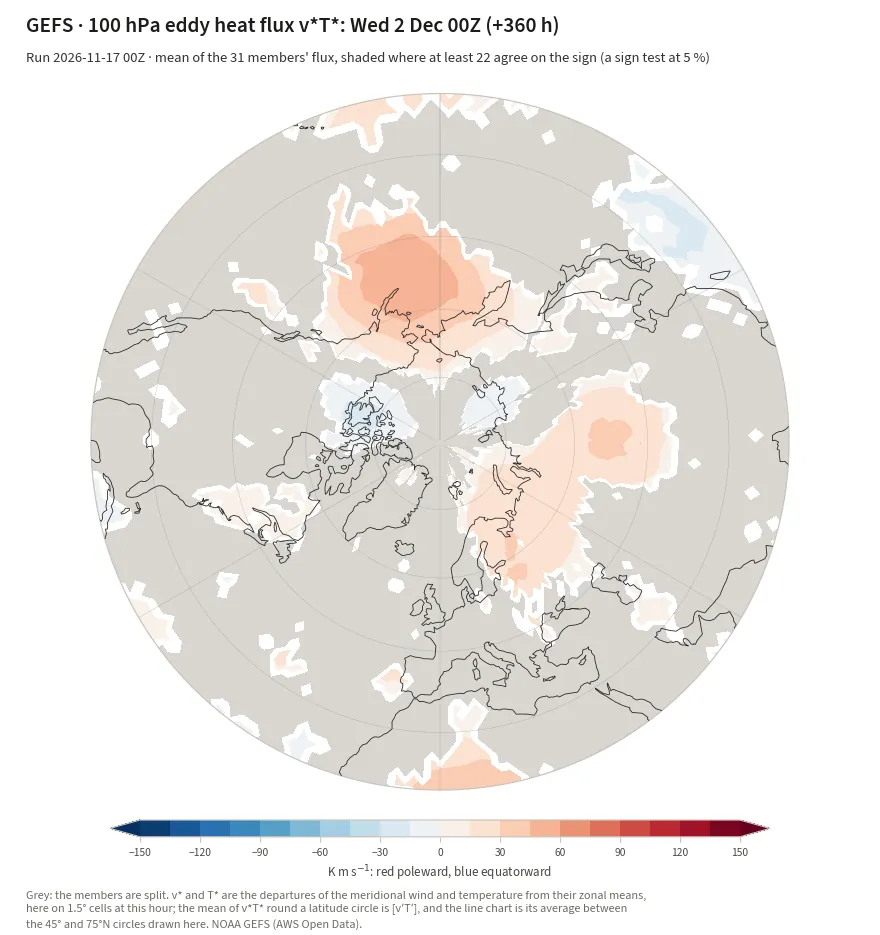 GEFS · 100 hPa eddy heat flux v*T*: Wed 2 Dec 00Z (+360 h)
Run 2026-11-17 00Z · mean of the 31 members' flux, shaded where at least 22 agree on the sign (a sign test at 5 %)
−150 −120 −90 −60 −30 0 30 60 90 120 150
K m s⁻¹: red poleward, blue equatorward
Grey: the members are split. v* and T* are the departures of the meridional wind and temperature from their zonal means,
here on 1.5° cells at this hour; the mean of v*T* round a latitude circle is [v'T'], and the line chart is its average between
the 45° and 75°N circles drawn here. NOAA GEFS (AWS Open Data).